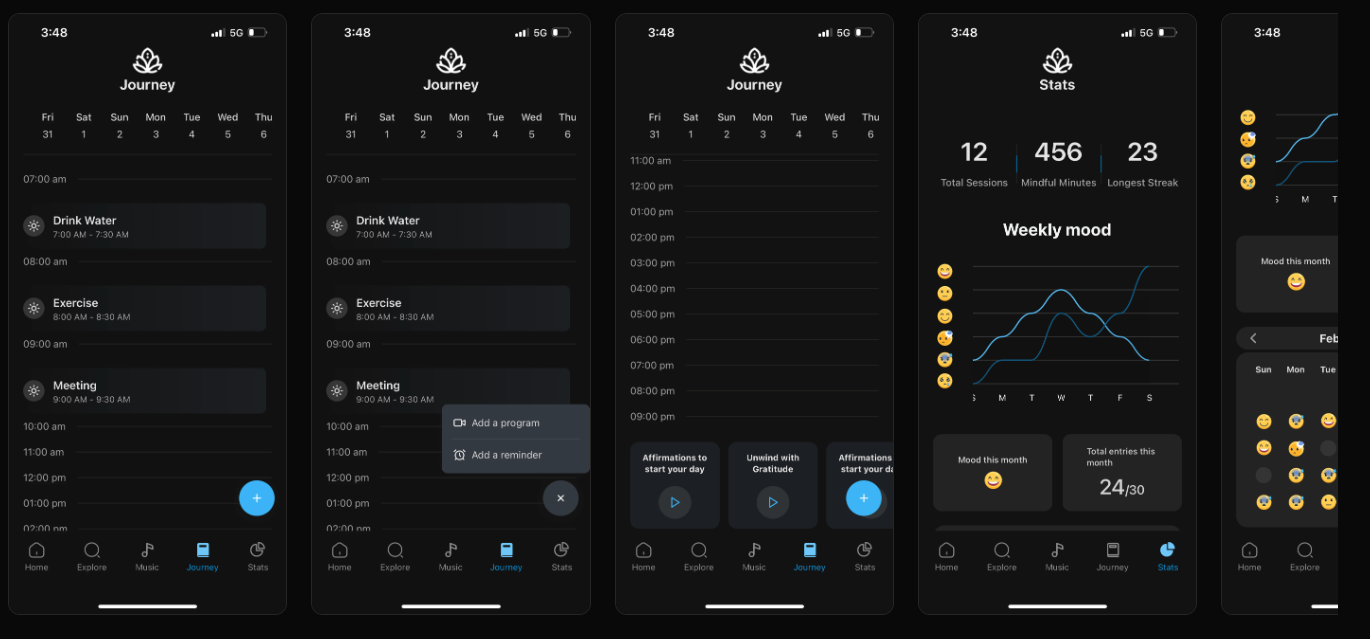 3:48
5G
Journey
Fri Sat Sun Mon Tue Wed Thu
31 1 2 3 4 5 6
07:00 am
Drink Water
7:00 AM - 7:30 AM
08:00 am
Exercise
8:00 AM - 8:30 AM
09:00 am
Meeting
9:00 AM - 9:30 AM
10:00 am
11:00 am
12:00 pm
01:00 pm
+
02:00 pm
Home Explore Music Journey Stats
3:48
5G
Journey
Fri Sat Sun Mon Tue Wed Thu
31 1 2 3 4 5 6
07:00 am
Drink Water
7:00 AM - 7:30 AM
08:00 am
Exercise
8:00 AM - 8:30 AM
09:00 am
Meeting
9:00 AM - 9:30 AM
Add a program
Add a reminder
10:00 am
11:00 am
12:00 pm
01:00 pm
02:00 pm
Home Explore Music Journey Stats
3:48
5G
Journey
Fri Sat Sun Mon Tue Wed Thu
31 1 2 3 4 5 6
11:00 am
12:00 pm
01:00 pm
02:00 pm
03:00 pm
04:00 pm
05:00 pm
06:00 pm
07:00 pm
08:00 pm
09:00 pm
Affirmations to
start your day
Unwind with
Gratitude
Affirmations
start your da
+
Home Explore Music Journey Stats
3:48
5G
Stats
12 456 23
Total Sessions Mindful Minutes Longest Streak
Weekly mood
S M T W T F S
Mood this month
Total entries this
month
24/30
Home Explore Music Journey Stats
3:48
S M T
Mood this month
Feb
Sun Mon Tue
Home Explore